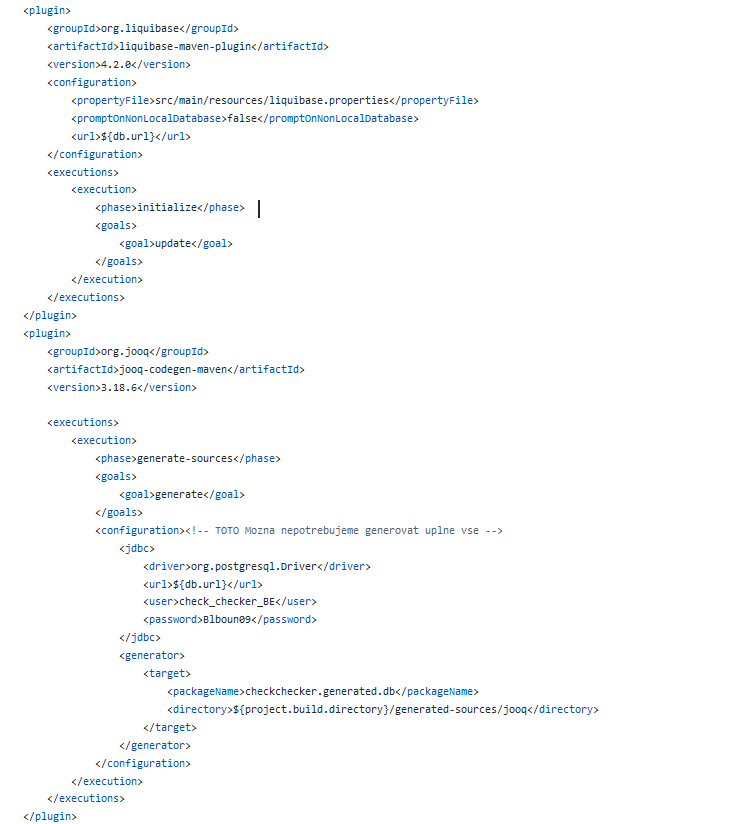 <plugin>
<groupId>org.liquibase</groupId>
<artifactId>liquibase-maven-plugin</artifactId>
<version>4.2.0</version>
<configuration>
<propertyFile>src/main/resources/liquibase.properties</propertyFile>
<promptOnNonLocalDatabase>false</promptOnNonLocalDatabase>
<url>${db.url}</url>
</configuration>
<executions>
<execution>
<phase>initialize</phase>
<goals>
<goal>update</goal>
</goals>
</execution>
</executions>
</plugin>
<plugin>
<groupId>org.jooq</groupId>
<artifactId>jooq-codegen-maven</artifactId>
<version>3.18.6</version>
<executions>
<execution>
<phase>generate-sources</phase>
<goals>
<goal>generate</goal>
</goals>
<configuration><!-- TOTO Mozna nepotrebujeme generovat uplne vse -->
<jdbc>
<driver>org.postgresql.Driver</driver>
<url>${db.url}</url>
<user>check_checker_BE</user>
<password>Blboun09</password>
</jdbc>
<generator>
<target>
<packageName>checkchecker.generated.db</packageName>
<directory>${project.build.directory}/generated-sources/jooq</directory>
</target>
</generator>
</configuration>
</execution>
</executions>
</plugin>